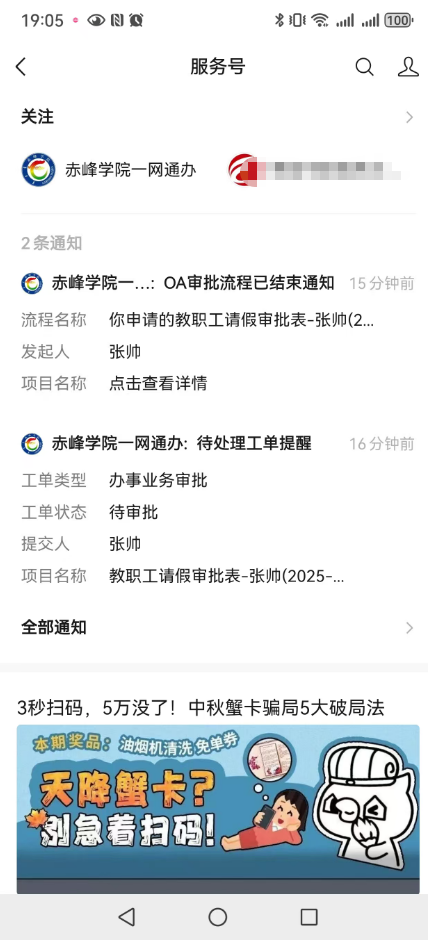 19:05
100
服务号
关注
赤峰学院一网通办
2条通知
赤峰学院一...: OA审批流程已结束通知 15分钟前
流程名称 你申请的教职工请假审批表-张帅(2...
发起人 张帅
项目名称 点击查看详情
赤峰学院一网通办: 待处理工单提醒 16分钟前
工单类型 办事业务审批
工单状态 待审批
提交人 张帅
项目名称 教职工请假审批表-张帅(2025-...
全部通知
3秒扫码，5万没了！中秋蟹卡骗局5大破局法
本期奖品：油烟机清洗免单券
天降蟹卡？
别急着扫码！